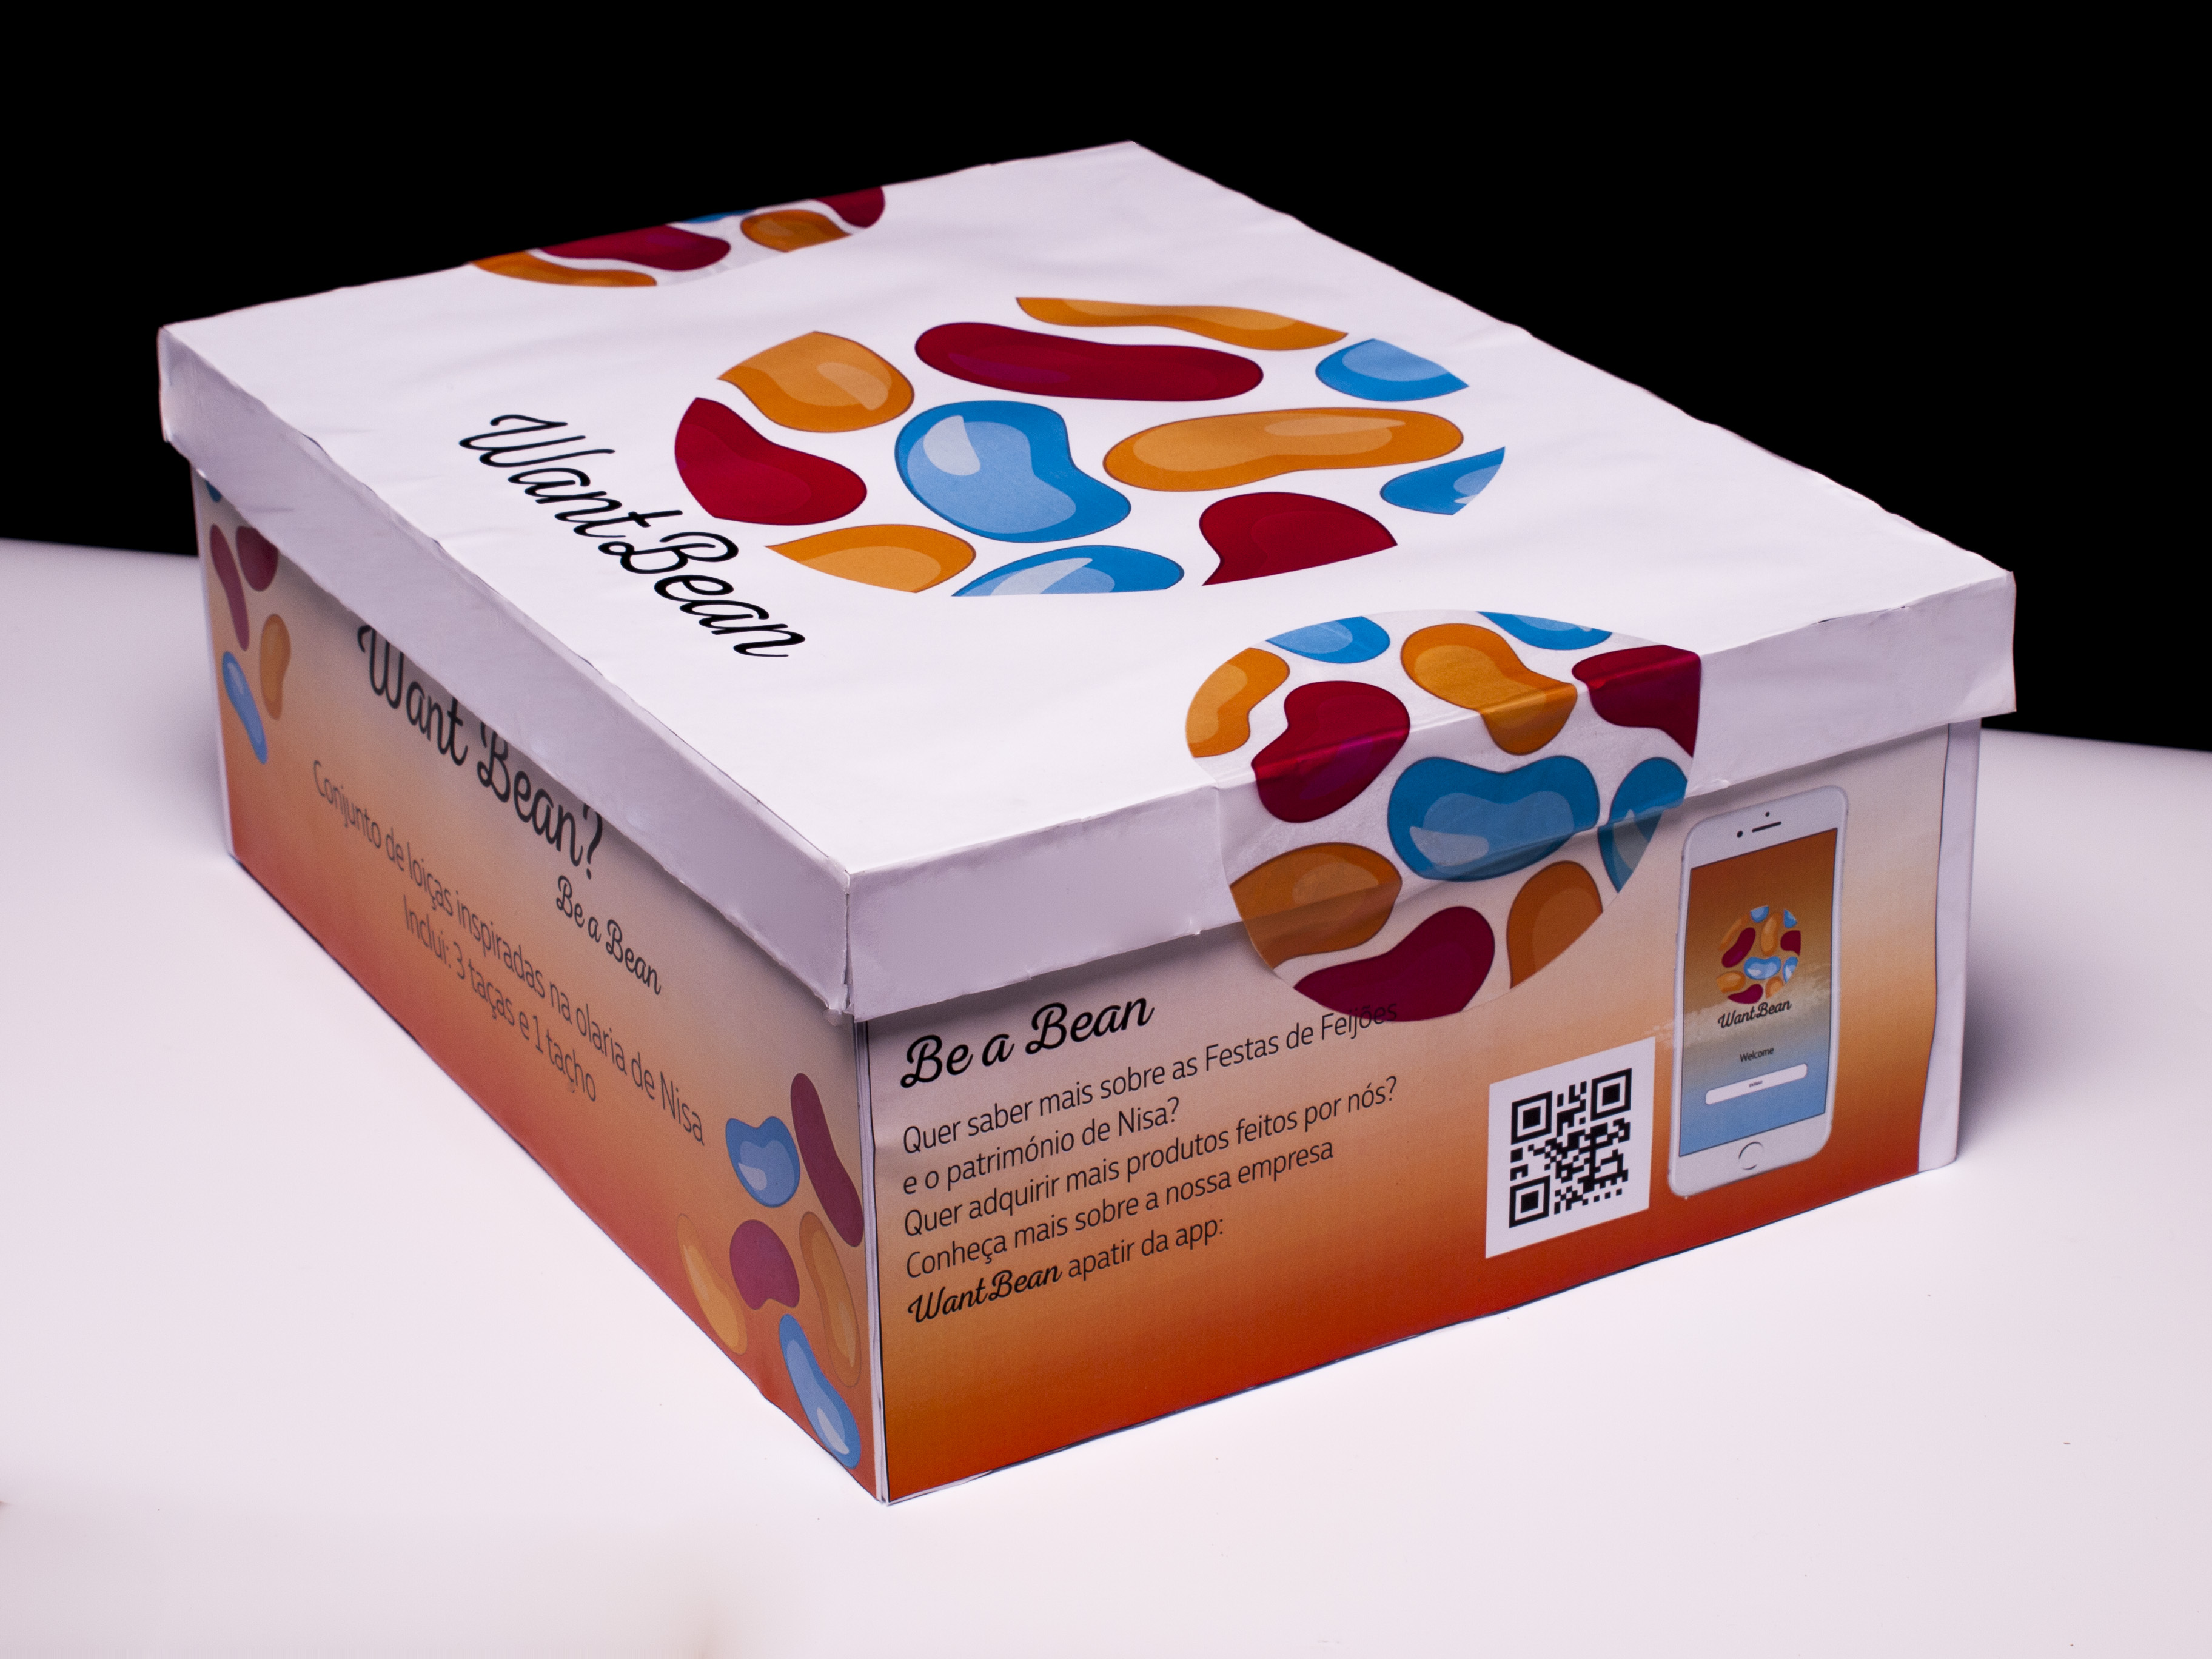 WantBean
Want Bean?
Be a Bean
Conjunto de loiças inspiradas na olaria de Nisa
Inclui: 3 taças e 1 tacho
Be a Bean
Quer saber mais sobre as Festas de Feijões
e o património de Nisa?
Quer adquirir mais produtos feitos por nós?
Conheça mais sobre a nossa empresa
WantBean apatir da app:
WantBean
Welcome